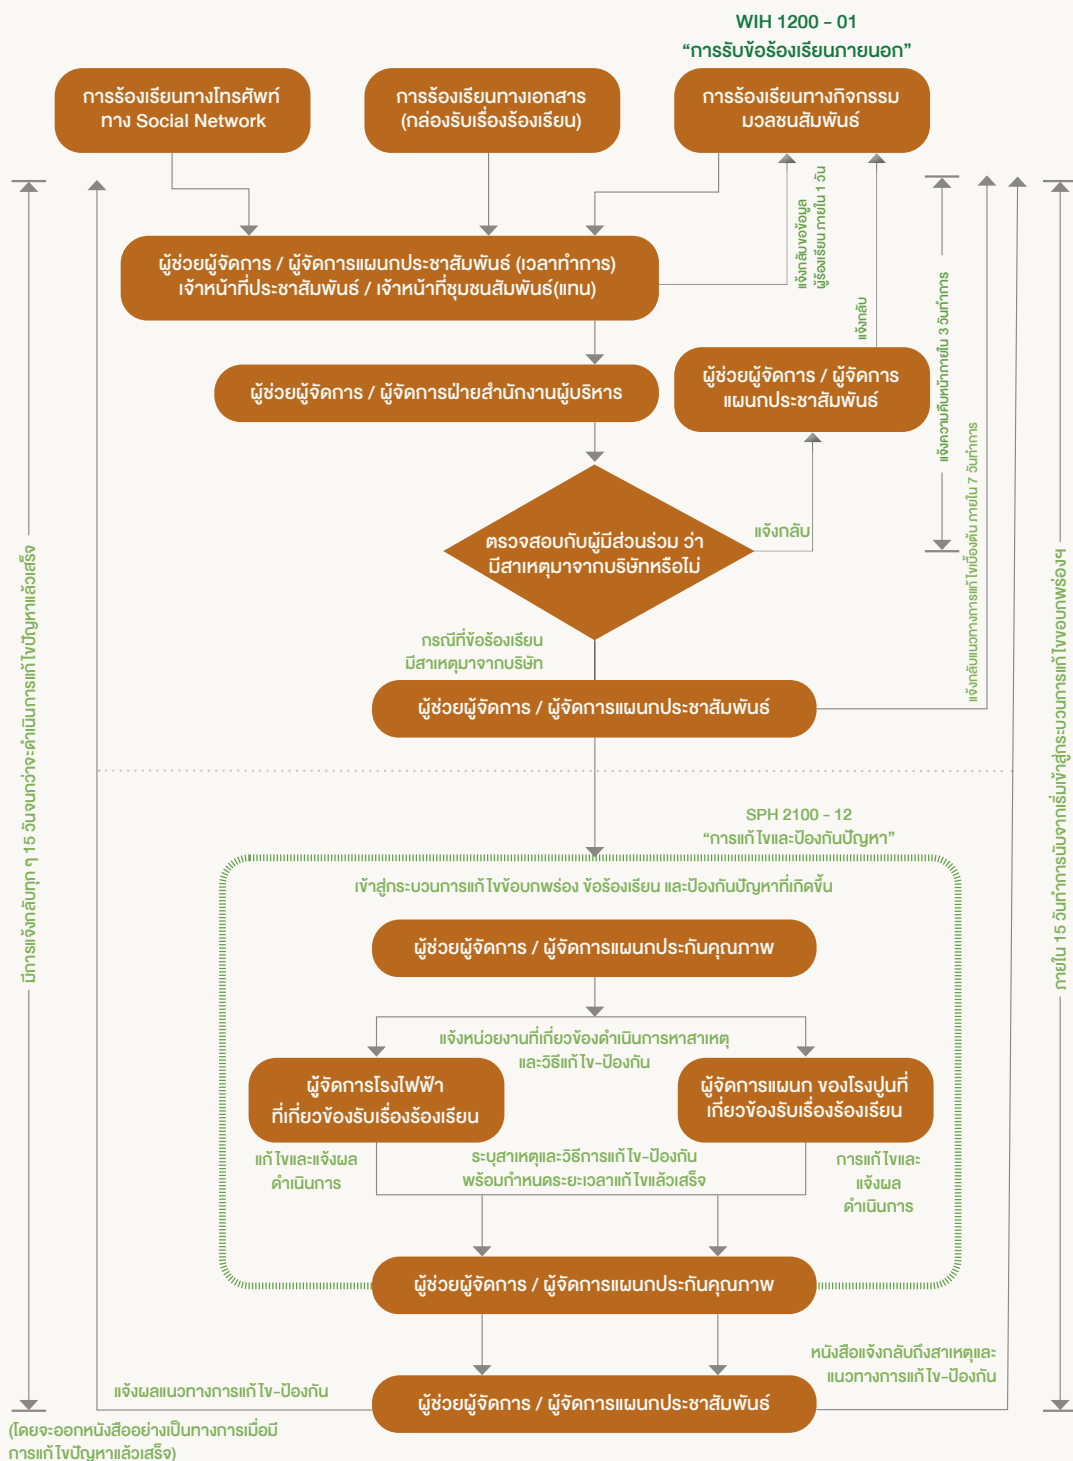 WIH 1200 - 01
“การรับข้อร้องเรียนภายนอก”
การร้องเรียนทางโทรศัพท์
ทาง Social Network
การร้องเรียนทางเอกสาร
(กล่องรับเรื่องร้องเรียน)
การร้องเรียนทางกิจกรรม
มวลชนสัมพันธ์
ผู้ช่วยผู้จัดการ / ผู้จัดการแผนกประชาสัมพันธ์ (เวลาทำการ)
เจ้าหน้าที่ประชาสัมพันธ์ / เจ้าหน้าที่ชุมชนสัมพันธ์(แทน)
แจ้งกลับขอข้อมูล
ผู้ร้องเรียน ภายใน 1 วัน
แจ้งกลับ
แจ้งความคืบหน้าภายใน 3 วันทำการ
ผู้ช่วยผู้จัดการ / ผู้จัดการฝ่ายสำนักงานผู้บริหาร
ผู้ช่วยผู้จัดการ / ผู้จัดการ
แผนกประชาสัมพันธ์
ตรวจสอบกับผู้มีส่วนร่วม ว่า
มีสาเหตุมาจากบริษัทหรือไม่
แจ้งกลับ
แจ้งกลับแนวทางการแก้ไขเบื้องต้น ภายใน 7 วันทำการ
กรณีที่ข้อร้องเรียน
มีสาเหตุมาจากบริษัท
ผู้ช่วยผู้จัดการ / ผู้จัดการแผนกประชาสัมพันธ์
มีการแจ้งกลับทุก ๆ 15 วันจนกว่าจะดำเนินการแก้ไขปัญหาแล้วเสร็จ
ภายใน 15 วันทำการนับจากเริ่มเข้าสู่กระบวนการแก้ไขข้อบกพร่องฯ
SPH 2100 - 12
“การแก้ไขและป้องกันปัญหา”
เข้าสู่กระบวนการแก้ไขข้อบกพร่อง ข้อร้องเรียน และป้องกันปัญหาที่เกิดขึ้น
ผู้ช่วยผู้จัดการ / ผู้จัดการแผนกประกันคุณภาพ
แจ้งหน่วยงานที่เกี่ยวข้องดำเนินการหาสาเหตุ
และวิธีแก้ไข-ป้องกัน
ผู้จัดการโรงไฟฟ้า
ที่เกี่ยวข้องรับเรื่องร้องเรียน
ผู้จัดการแผนก ของโรงปูนที่
เกี่ยวข้องรับเรื่องร้องเรียน
แก้ไขและแจ้งผล
ดำเนินการ
ระบุสาเหตุและวิธีการแก้ไข-ป้องกัน
พร้อมกำหนดระยะเวลาแก้ไขแล้วเสร็จ
การแก้ไขและ
แจ้งผล
ดำเนินการ
ผู้ช่วยผู้จัดการ / ผู้จัดการแผนกประกันคุณภาพ
หนังสือแจ้งกลับถึงสาเหตุและ
แนวทางการแก้ไข-ป้องกัน
แจ้งผลแนวทางการแก้ไข-ป้องกัน
ผู้ช่วยผู้จัดการ / ผู้จัดการแผนกประชาสัมพันธ์
(โดยจะออกหนังสืออย่างเป็นทางการเมื่อมี
การแก้ไขปัญหาแล้วเสร็จ)